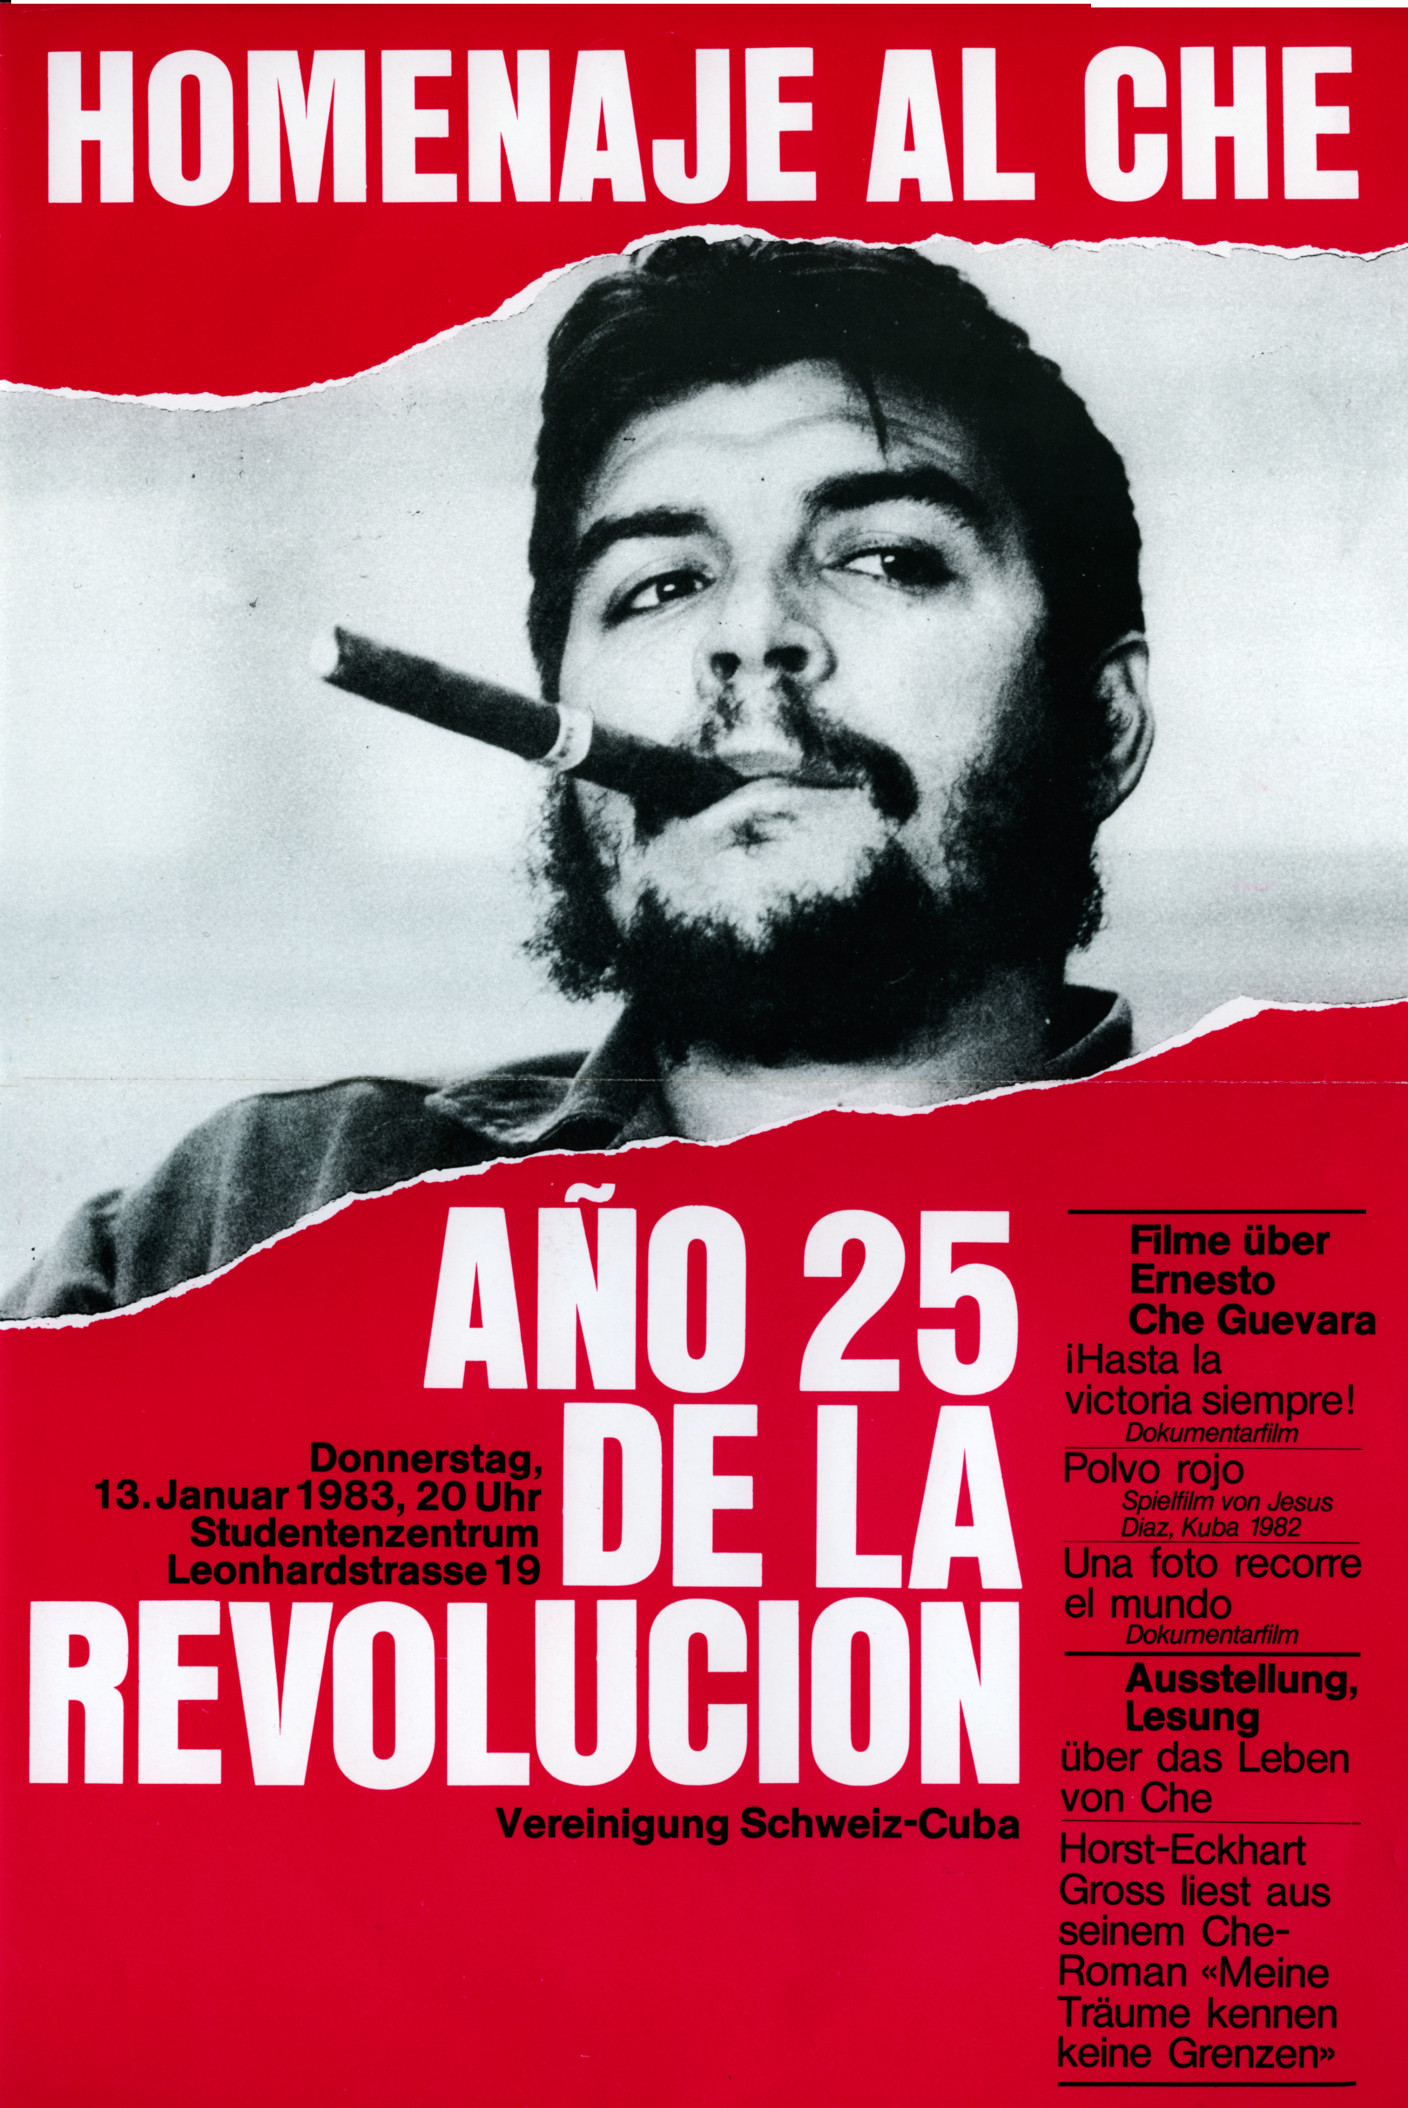 HOMENAJE AL CHE
AÑO 25
DE LA
REVOLUCION
Donnerstag,
13. Januar 1983, 20 Uhr
Studentenzentrum
Leonhardstrasse 19
Vereinigung Schweiz-Cuba
Filme über
Ernesto
Che Guevara
¡Hasta la
victoria siempre!
Dokumentarfilm
Polvo rojo
Spielfilm von Jesus
Diaz, Kuba 1982
Una foto recorre
el mundo
Dokumentarfilm
Ausstellung,
Lesung
über das Leben
von Che
Horst-Eckhart
Gross liest aus
seinem Che-
Roman «Meine
Träume kennen
keine Grenzen»